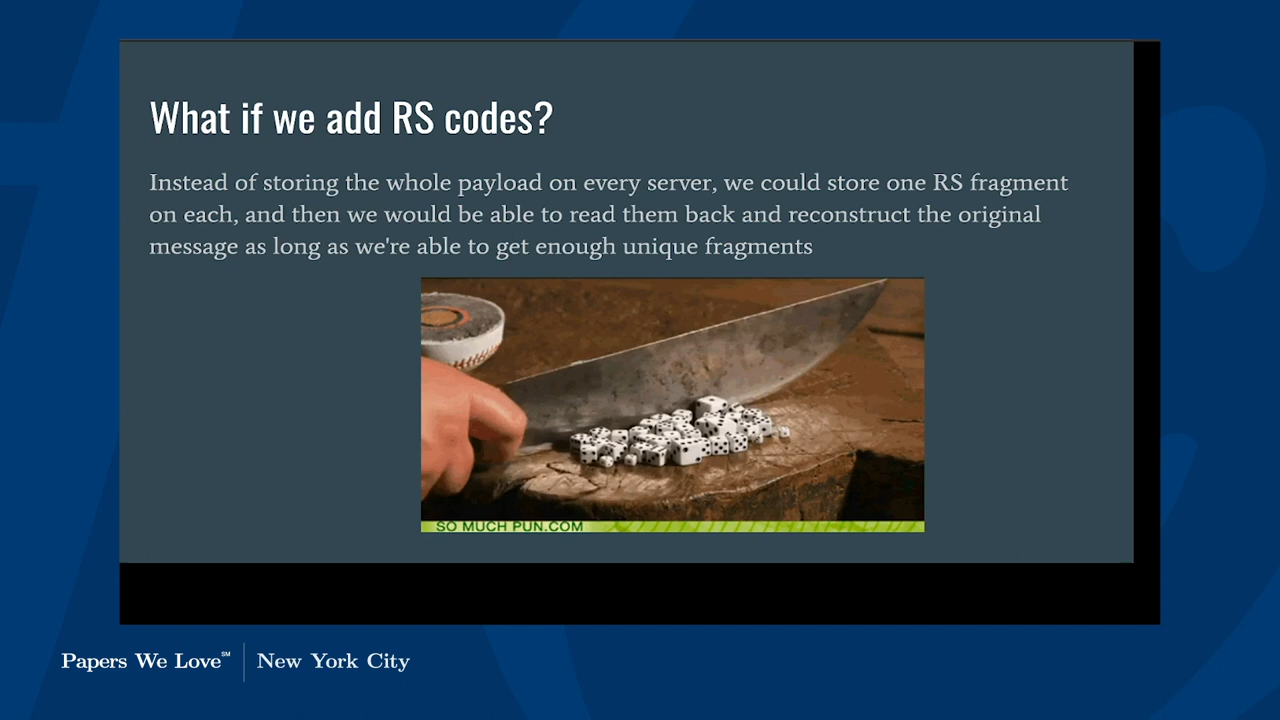 What if we add RS codes?
Instead of storing the whole payload on every server, we could store one RS fragment
on each, and then we would be able to read them back and reconstruct the original
message as long as we're able to get enough unique fragments
SO MUCH PUN.COM
Papers We Love℠ | New York City